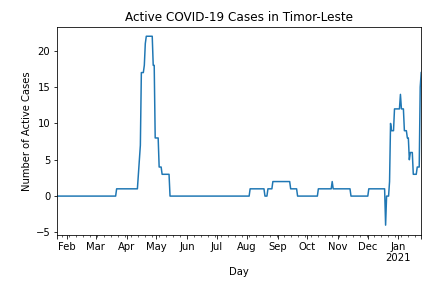 Active COVID-19 Cases in Timor-Leste
Number of Active Cases
20
15
10
5
0
−5
Feb Mar Apr May Jun Jul Aug Sep Oct Nov Dec Jan
2021
Day